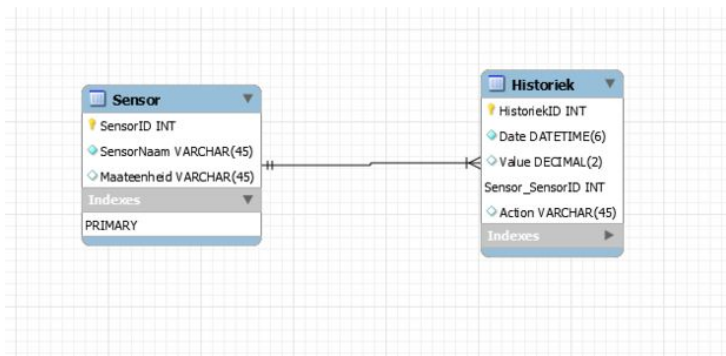 Sensor
SensorID INT
SensorNaam VARCHAR(45)
Maateenheid VARCHAR(45)
Indexes
PRIMARY
Historiek
HistoriekID INT
Date DATETIME(6)
Value DECIMAL(2)
Sensor_SensorID INT
Action VARCHAR(45)
Indexes